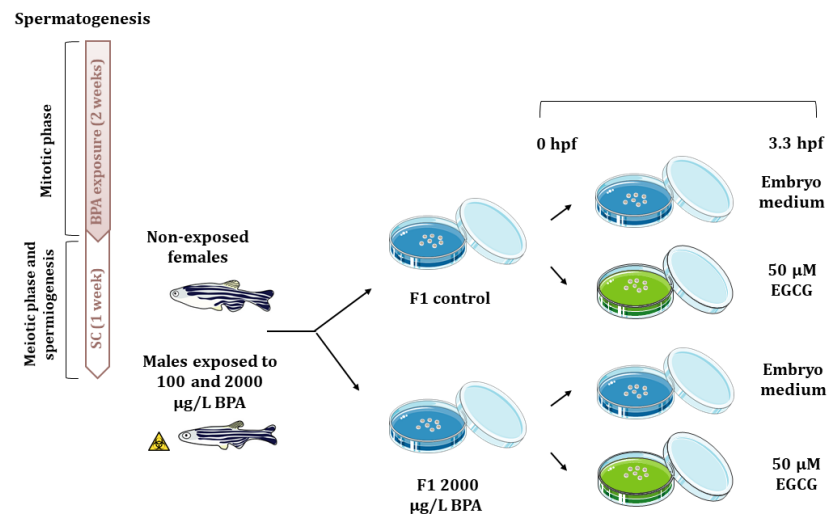 Spermatogenesis
Mitotic phase
BPA exposure (2 weeks)
Meiotic phase and
spermiogenesis
SC (1 week)
Non-exposed
females
Males exposed to
100 and 2000
µg/L BPA
F1 control
F1 2000
µg/L BPA
0 hpf
3.3 hpf
Embryo
medium
50 µM
EGCG
Embryo
medium
50 µM
EGCG